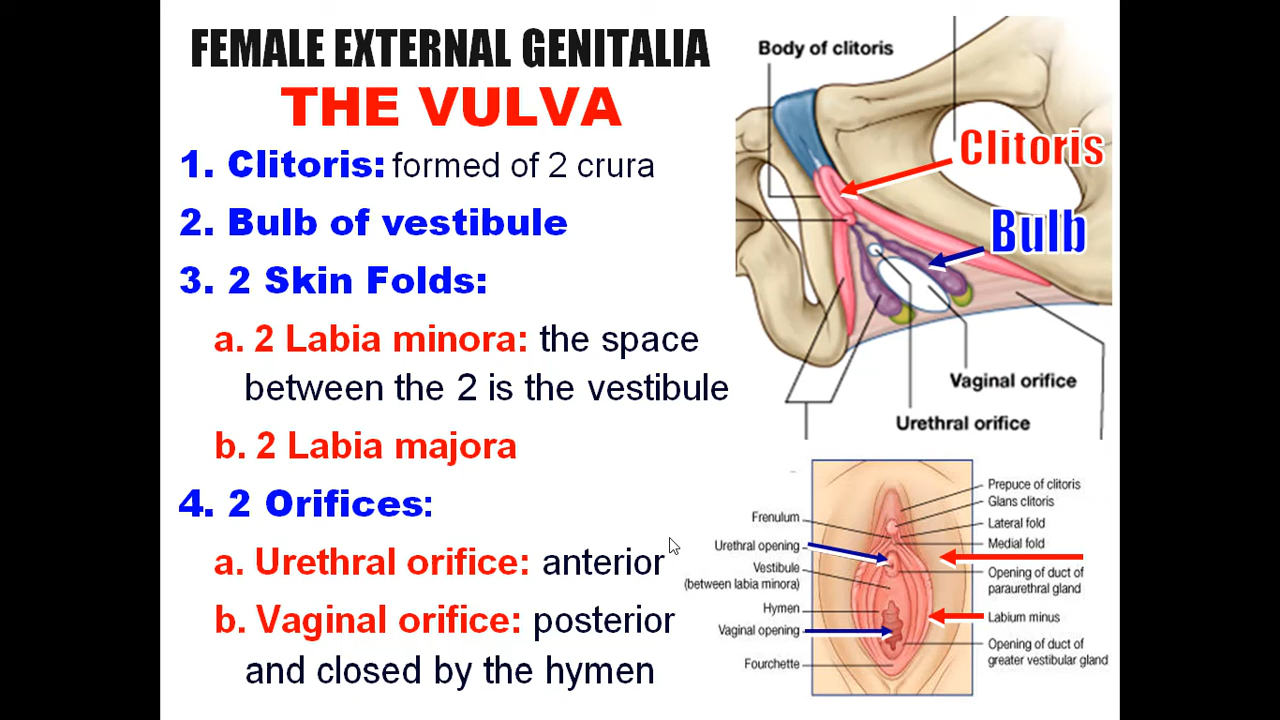 FEMALE EXTERNAL GENITALIA
THE VULVA
1. Clitoris: formed of 2 crura
2. Bulb of vestibule
3. 2 Skin Folds:
a. 2 Labia minora: the space
between the 2 is the vestibule
b. 2 Labia majora
4. 2 Orifices:
a. Urethral orifice: anterior
b. Vaginal orifice: posterior
and closed by the hymen
Body of clitoris
Clitoris
Bulb
Vaginal orifice
Urethral orifice
Frenulum
Urethral opening
Vestibule
(between labia minora)
Hymen
Vaginal opening
Fourchette
Prepuce of clitoris
Glans clitoris
Lateral fold
Medial fold
Opening of duct of
paraurethral gland
Labium minus
Opening of duct of
greater vestibular gland